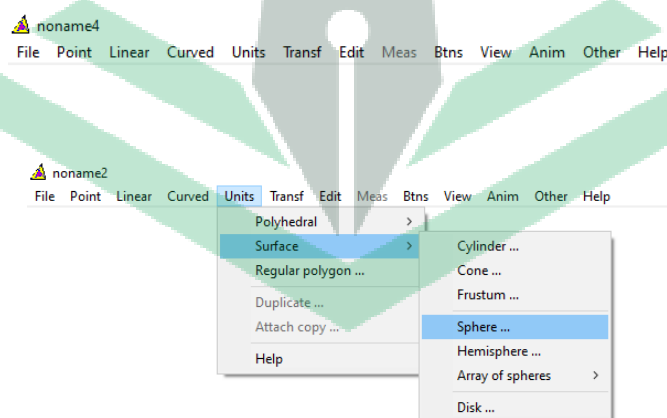 noname4
File Point Linear Curved Units Transf Edit Meas Btns View Anim Other Help
noname2
File Point Linear Curved Units Transf Edit Meas Btns View Anim Other Help
Polyhedral >
Surface >
Regular polygon ...
Duplicate ...
Attach copy ...
Help
Cylinder ...
Cone ...
Frustum ...
Sphere ...
Hemisphere ...
Array of spheres >
Disk ...